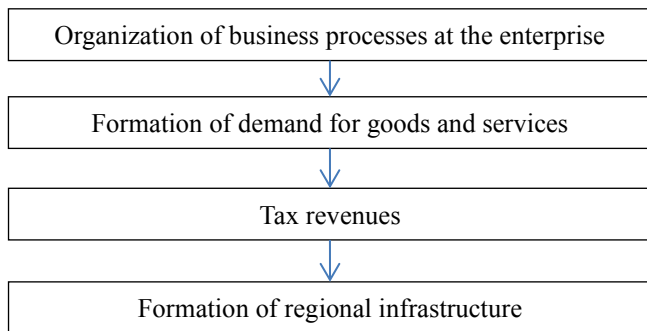 Organization of business processes at the enterprise
Formation of demand for goods and services
Tax revenues
Formation of regional infrastructure